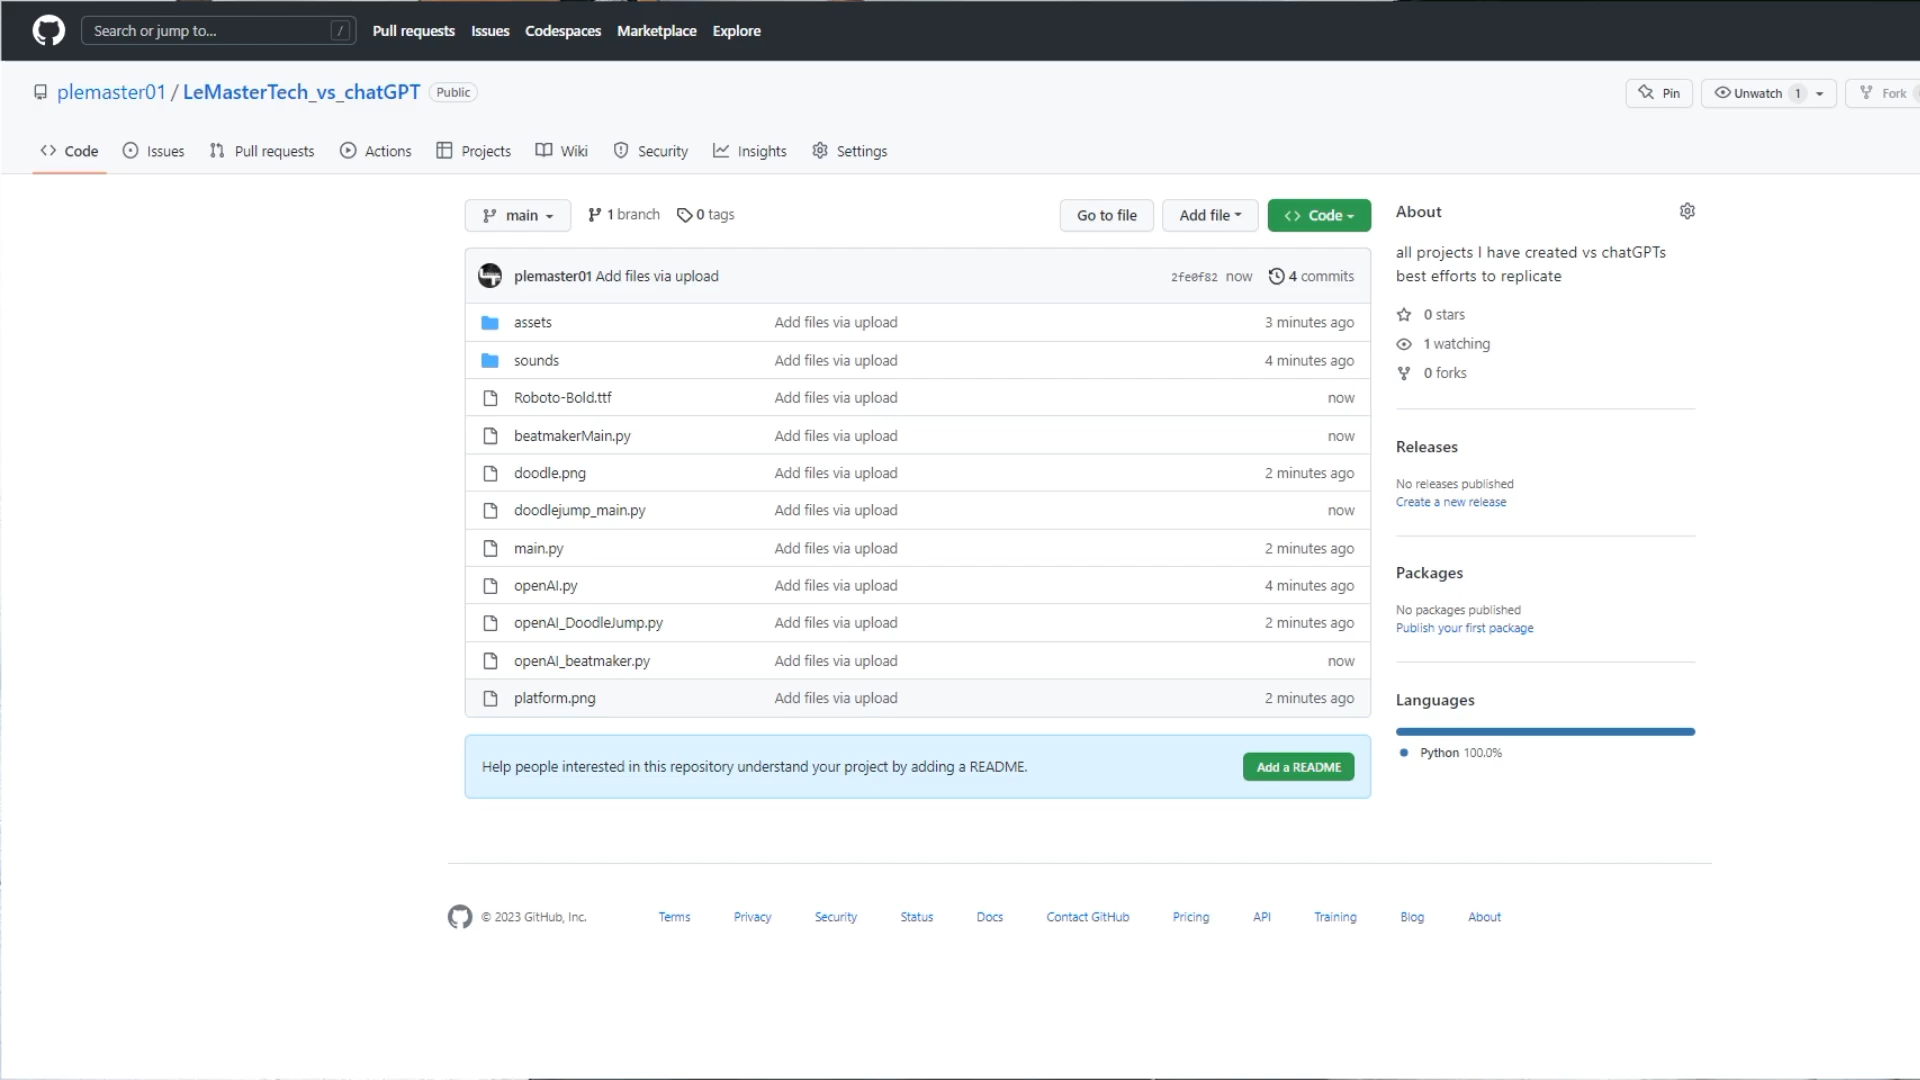 Search or jump to... /
Pull requests Issues Codespaces Marketplace Explore
plemaster01 / LeMasterTech_vs_chatGPT Public
Pin Unwatch 1 Fork
Code Issues Pull requests Actions Projects Wiki Security Insights Settings
main 1 branch 0 tags Go to file Add file Code
plemaster01 Add files via upload 2fe0f82 now 4 commits
assets Add files via upload 3 minutes ago
sounds Add files via upload 4 minutes ago
Roboto-Bold.ttf Add files via upload now
beatmakerMain.py Add files via upload now
doodle.png Add files via upload 2 minutes ago
doodlejump_main.py Add files via upload now
main.py Add files via upload 2 minutes ago
openAI.py Add files via upload 4 minutes ago
openAI_DoodleJump.py Add files via upload 2 minutes ago
openAI_beatmaker.py Add files via upload now
platform.png Add files via upload 2 minutes ago
Help people interested in this repository understand your project by adding a README. Add a README
About
all projects I have created vs chatGPTs
best efforts to replicate
0 stars
1 watching
0 forks
Releases
No releases published
Create a new release
Packages
No packages published
Publish your first package
Languages
Python 100.0%
© 2023 GitHub, Inc. Terms Privacy Security Status Docs Contact GitHub Pricing API Training Blog About